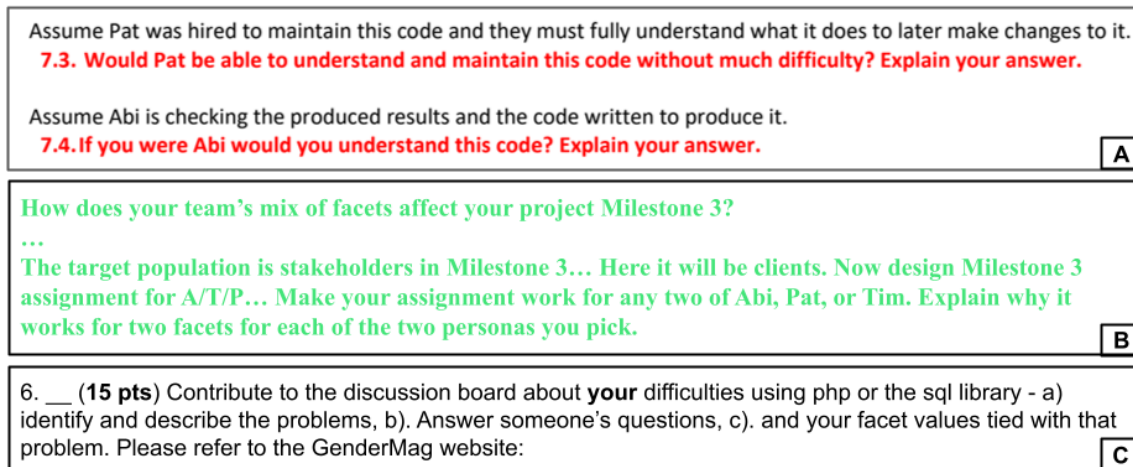 Assume Pat was hired to maintain this code and they must fully understand what it does to later make changes to it.
7.3. Would Pat be able to understand and maintain this code without much difficulty? Explain your answer.
Assume Abi is checking the produced results and the code written to produce it.
7.4. If you were Abi would you understand this code? Explain your answer.
A
How does your team's mix of facets affect your project Milestone 3?
…
The target population is stakeholders in Milestone 3… Here it will be clients. Now design Milestone 3
assignment for A/T/P… Make your assignment work for any two of Abi, Pat, or Tim. Explain why it
works for two facets for each of the two personas you pick.
B
6. __ (15 pts) Contribute to the discussion board about your difficulties using php or the sql library - a)
identify and describe the problems, b). Answer someone's questions, c). and your facet values tied with that
problem. Please refer to the GenderMag website:
C